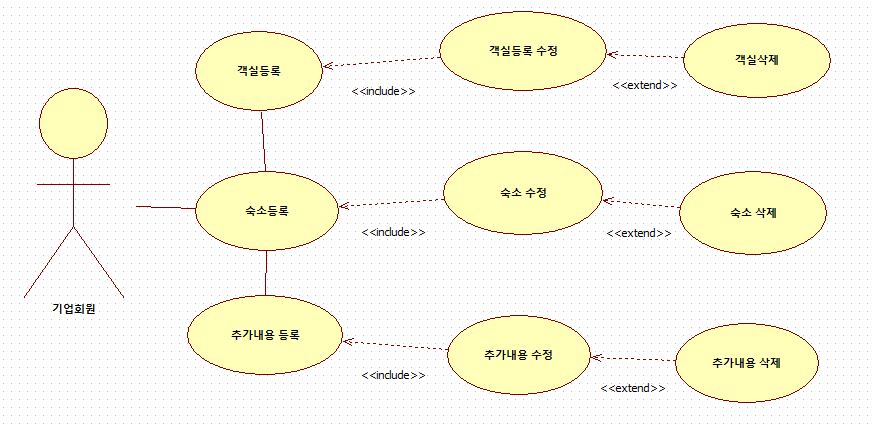 객실등록
객실등록 수정
객실삭제
<<include>>
<<extend>>
숙소등록
숙소 수정
숙소 삭제
<<include>>
<<extend>>
기업회원
추가내용 등록
추가내용 수정
추가내용 삭제
<<include>>
<<extend>>